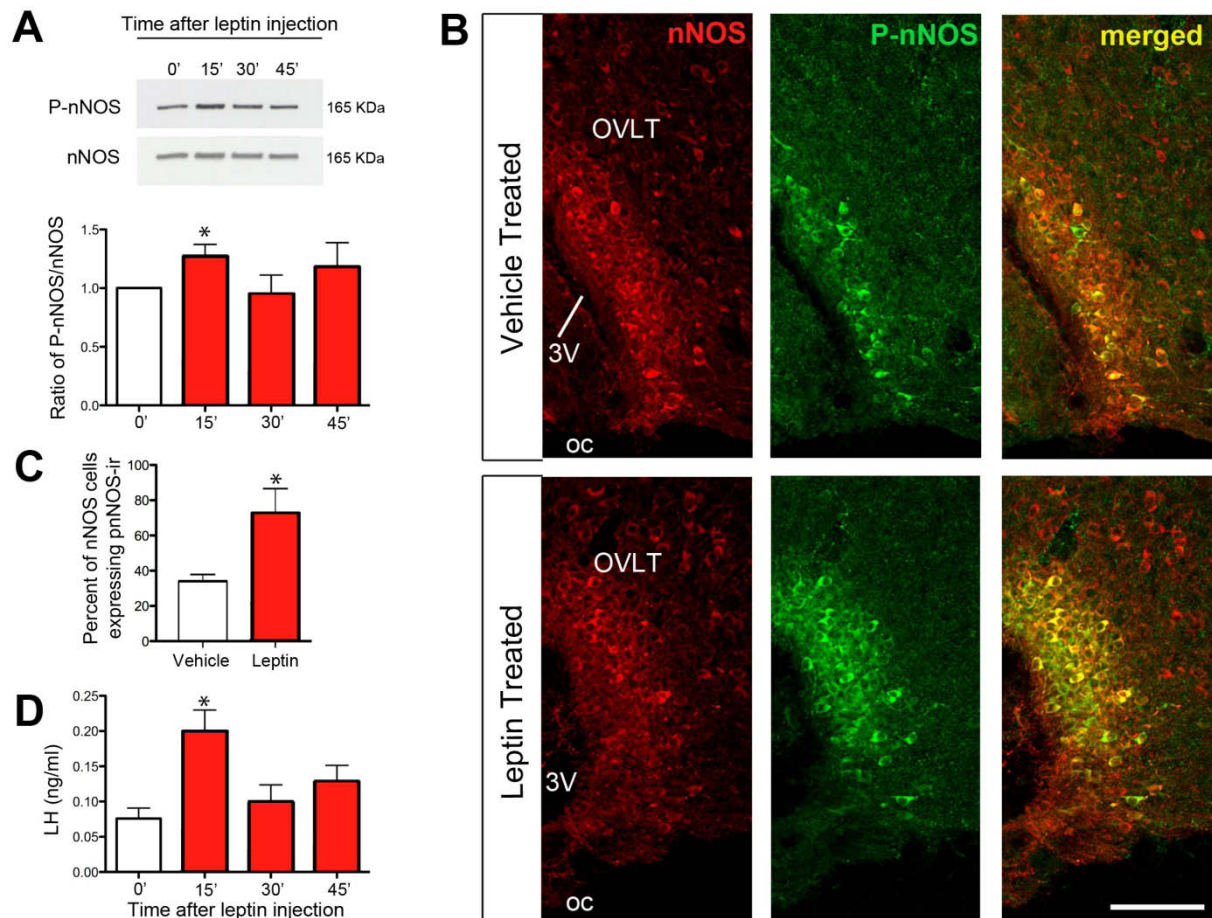 A
Time after leptin injection
0' 15' 30' 45'
P-nNOS 165 KDa
nNOS 165 KDa
Ratio of P-nNOS/nNOS
1.5
1.0
0.5
0.0
0' 15' 30' 45'
C
Percent of nNOS cells
expressing pnNOS-ir
100
80
60
40
20
0
*
*
Vehicle Leptin
D
LH (ng/ml)
0.25
0.20
0.15
0.10
0.05
0.00
*
0' 15' 30' 45'
Time after leptin injection
B
Vehicle Treated
nNOS P-nNOS merged
OVLT
3V
oc
Leptin Treated
OVLT
3V
oc